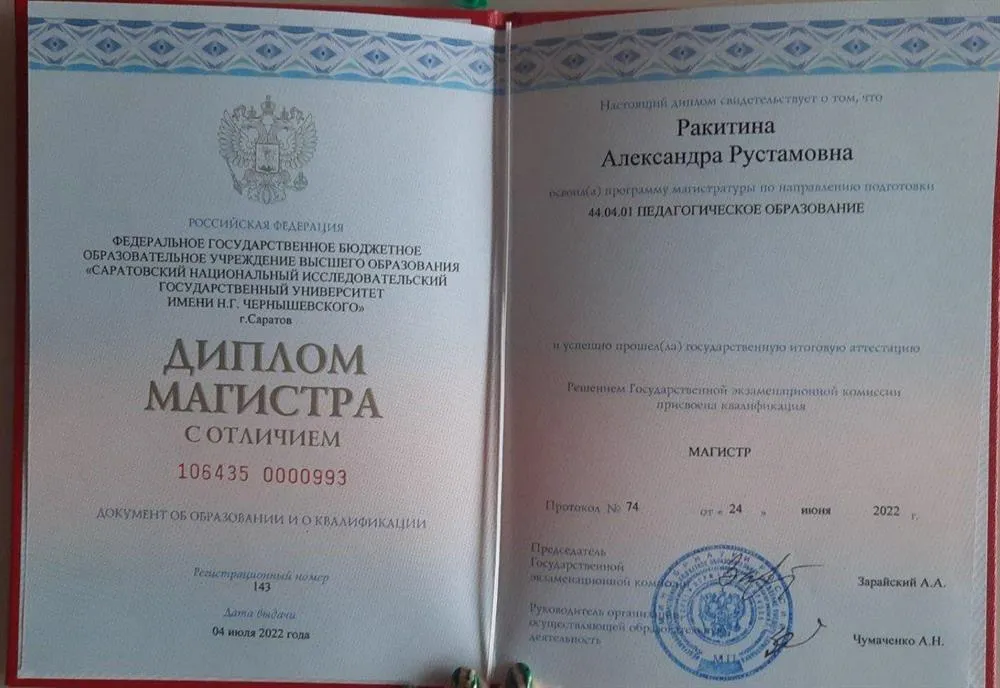 РОССИЙСКАЯ ФЕДЕРАЦИЯ
ФЕДЕРАЛЬНОЕ ГОСУДАРСТВЕННОЕ БЮДЖЕТНОЕ
ОБРАЗОВАТЕЛЬНОЕ УЧРЕЖДЕНИЕ ВЫСШЕГО ОБРАЗОВАНИЯ
«САРАТОВСКИЙ НАЦИОНАЛЬНЫЙ ИССЛЕДОВАТЕЛЬСКИЙ
ГОСУДАРСТВЕННЫЙ УНИВЕРСИТЕТ
ИМЕНИ Н.Г. ЧЕРНЫШЕВСКОГО»
г.Саратов
ДИПЛОМ
МАГИСТРА
С ОТЛИЧИЕМ
106435 0000993
ДОКУМЕНТ ОБ ОБРАЗОВАНИИ И О КВАЛИФИКАЦИИ
Регистрационный номер
143
Дата выдачи
04 июля 2022 года
Настоящий диплом свидетельствует о том, что
Ракитина
Александра Рустамовна
освоил(а) программу магистратуры по направлению подготовки
44.04.01 ПЕДАГОГИЧЕСКОЕ ОБРАЗОВАНИЕ
и успешно прошел(ла) государственную итоговую аттестацию
Решением Государственной экзаменационной комиссии
присвоена квалификация
МАГИСТР
Протокол № 74 от « 24 » июня 2022 г.
Председатель
Государственной
экзаменационной комиссии Зарайский А.А.
Руководитель организации,
осуществляющей образовательную
деятельность Чумаченко А.Н.
М.П.